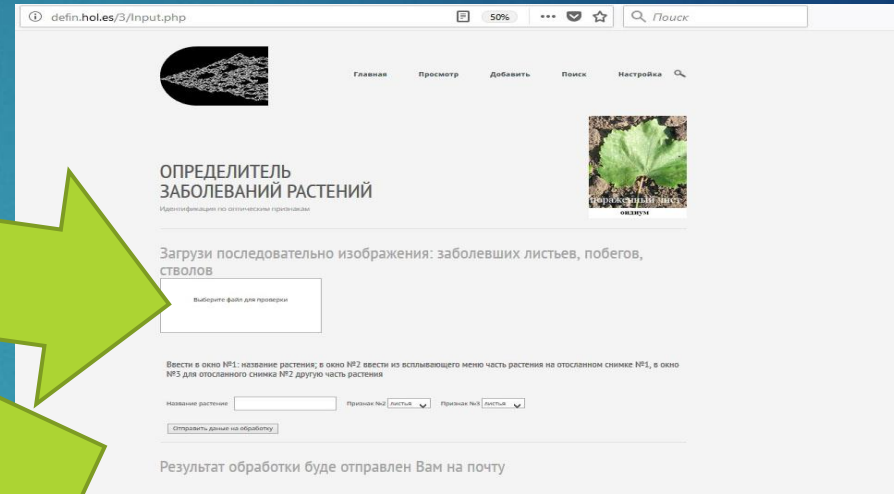 defin.hol.es/3/Input.php
50%
Поиск
Главная Просмотр Добавить Поиск Настройка
ОПРЕДЕЛИТЕЛЬ
ЗАБОЛЕВАНИЙ РАСТЕНИЙ
Идентификация по оптическим признакам
пораженный лист
оидиум
Загрузи последовательно изображения: заболевших листьев, побегов,
стволов
Выберите файл для проверки
Ввести в окно №1: название растения; в окно №2 ввести из всплывающего меню часть растения на отосланном снимке №1, в окно
№3 для отосланного снимка №2 другую часть растения
Название растение Признак №2 листья Признак №3 листья
Отправить даные на обработку
Результат обработки буде отправлен Вам на почту